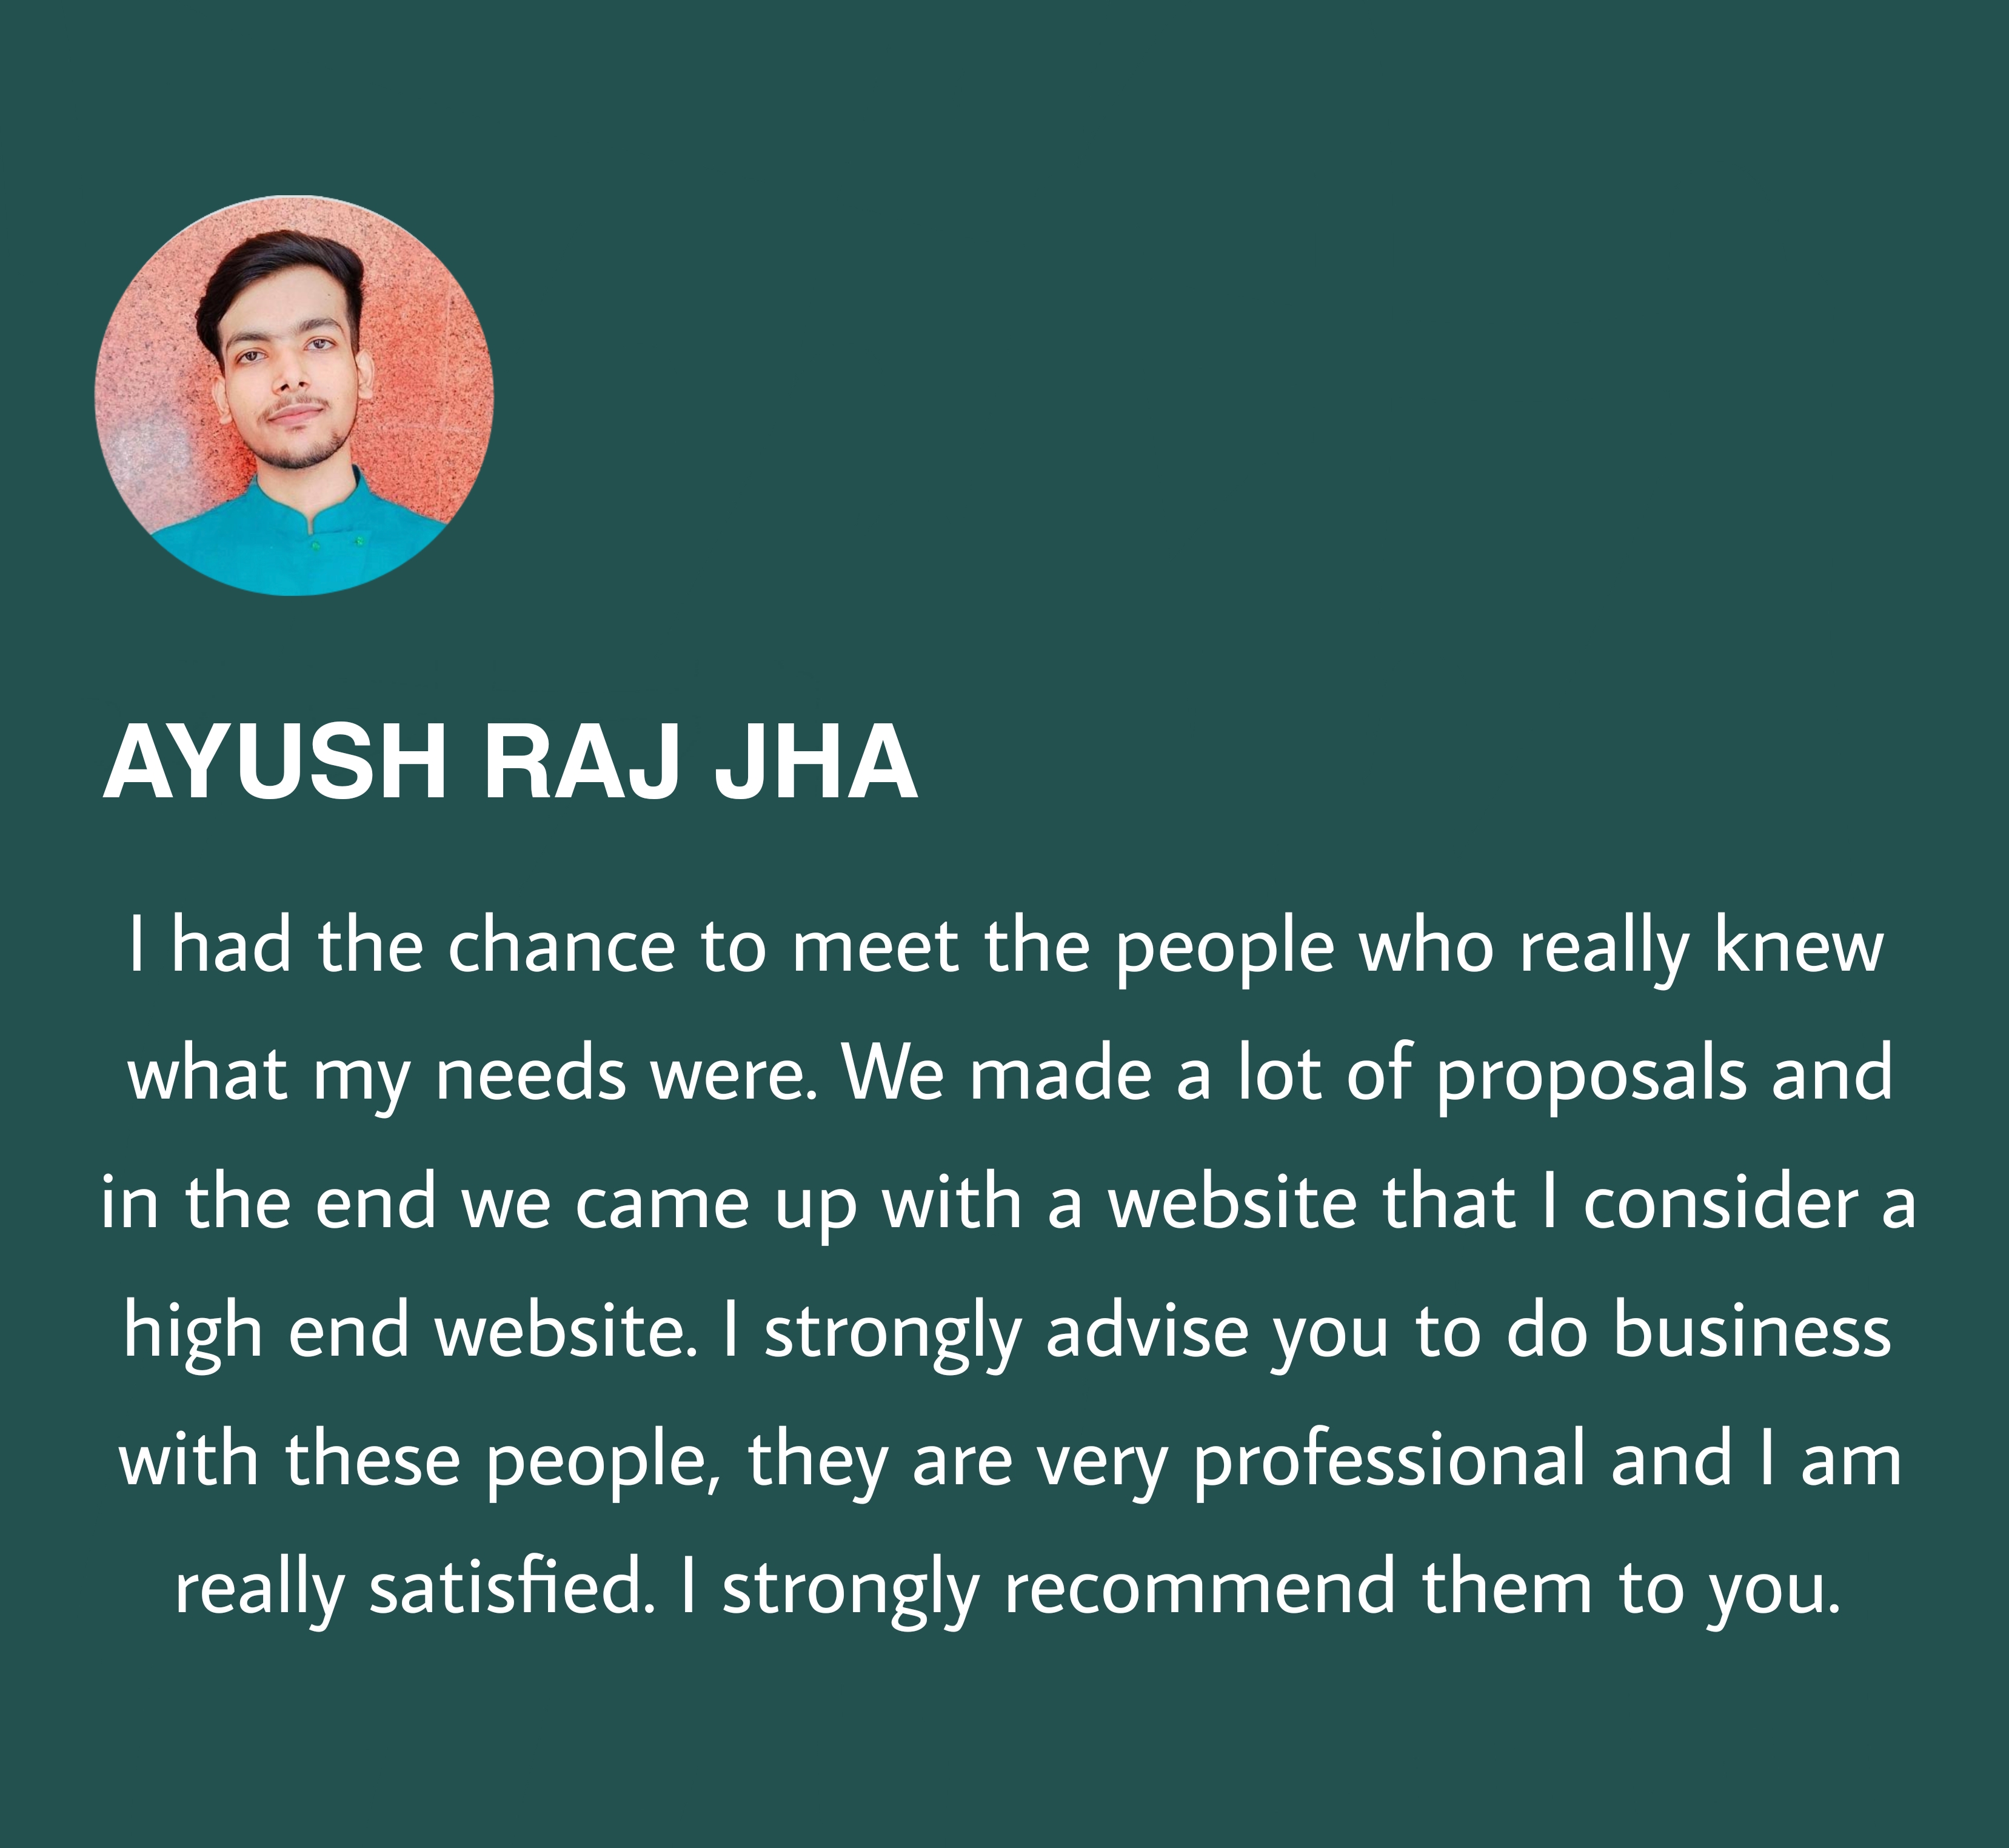 AYUSH RAJ JHA
I had the chance to meet the people who really knew
what my needs were. We made a lot of proposals and
in the end we came up with a website that I consider a
high end website. I strongly advise you to do business
with these people, they are very professional and I am
really satisfied. I strongly recommend them to you.